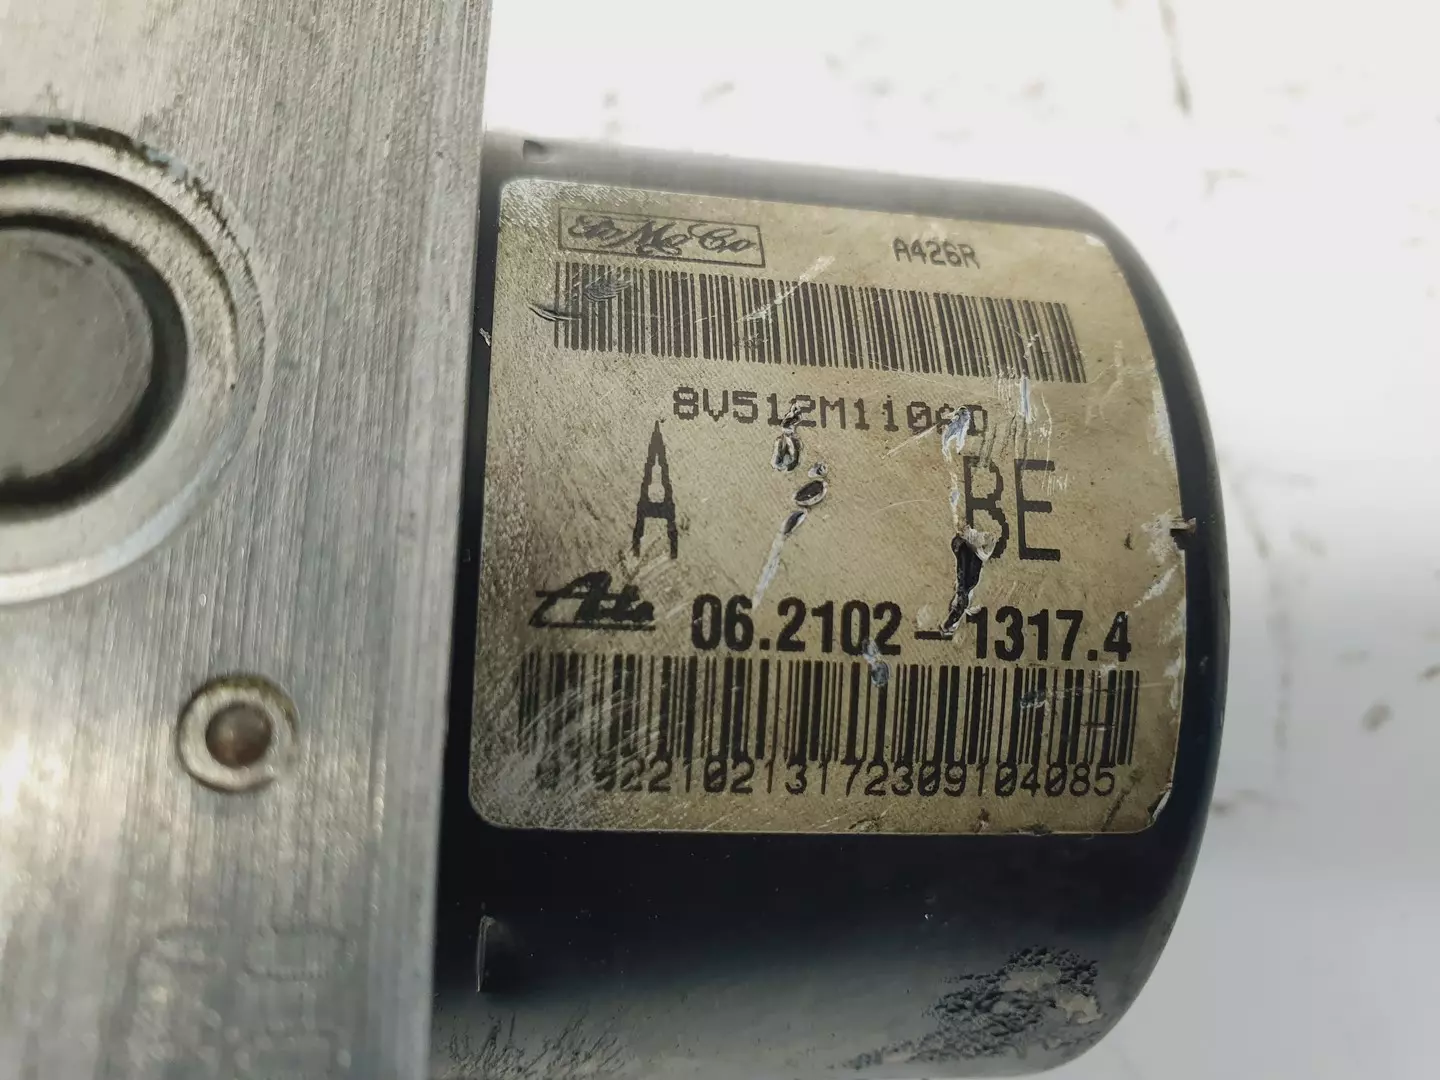 FoMoCo A426R
8V512M110AD
A BE
Ate 06.2102-1317.4
H